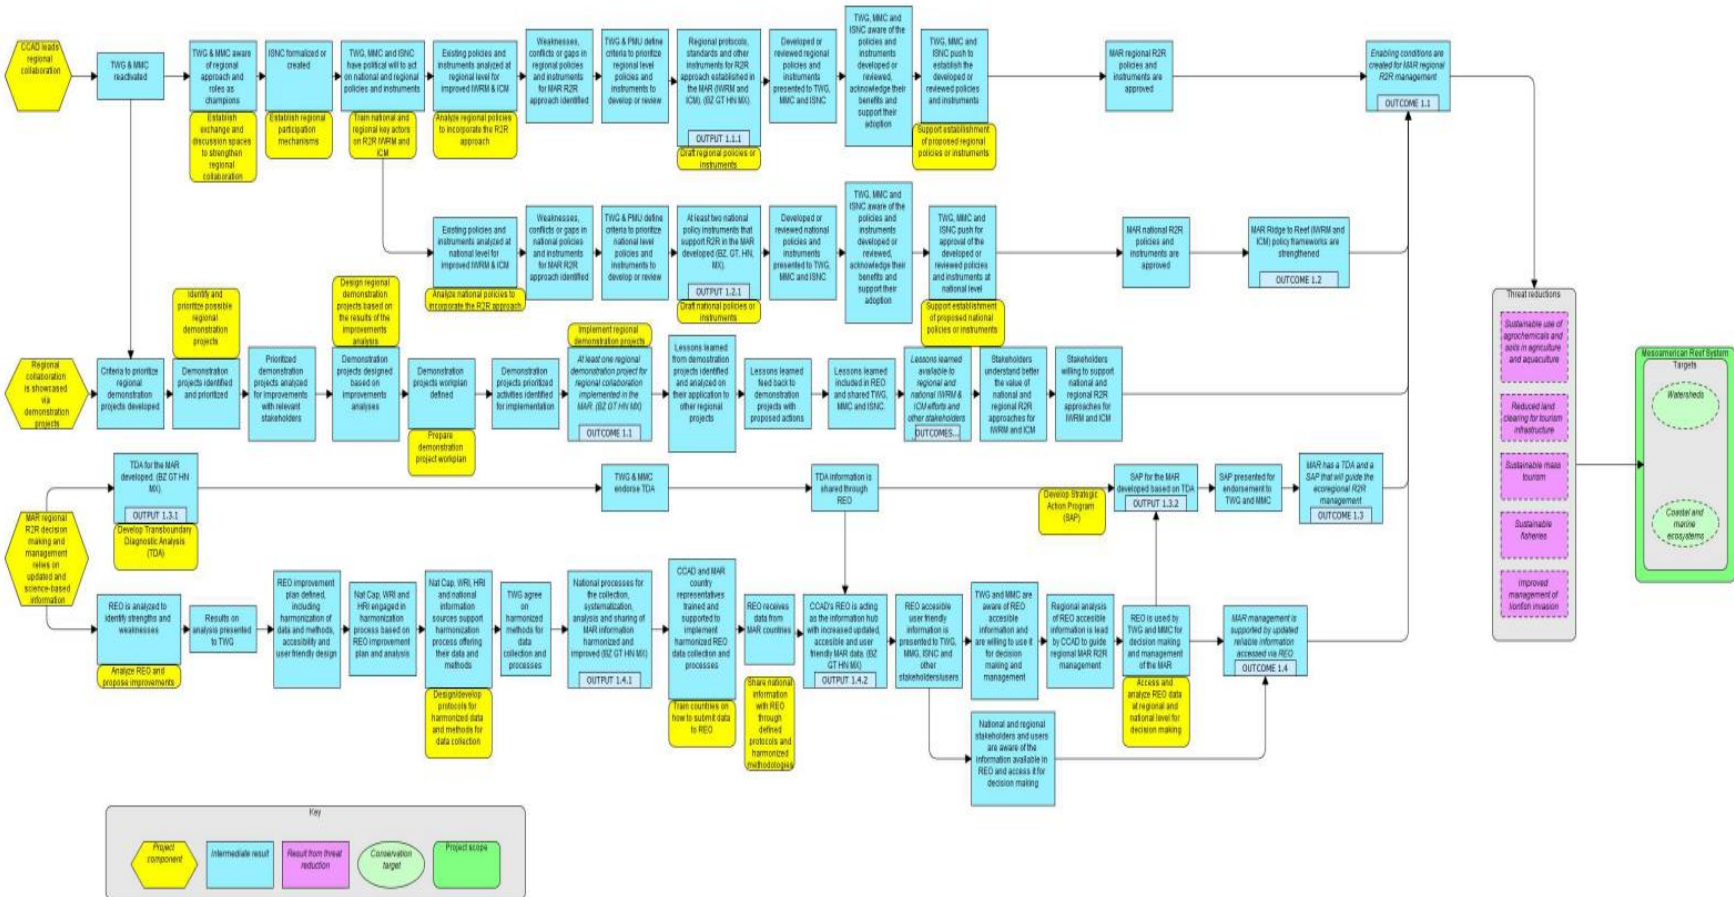 CCAD leads
regional
collaboration
TWG & MMC
reactivated
TWG & MMC aware
of regional
approach and
roles as
champions
Establish
exchange and
discussion spaces
to strengthen
regional
collaboration
ISNC formalized or
created
Establish regional
participation
mechanisms
TWG, MMC and ISNC
have political will to act
on national and regional
policies and instruments
Train national and
regional key actors
on R2R IWRM and
ICM
Existing policies and
instruments analyzed at
regional level for
improved IWRM & ICM
Analyze regional policies
to incorporate the R2R
approach
Weaknesses,
conflicts or gaps in
regional policies
and instruments
for MAR R2R
approach identified
TWG & PMU define
criteria to prioritize
regional level
policies and
instruments to
develop or review
Regional protocols,
standards and other
instruments for R2R
approach established in
the MAR (IWRM and
ICM). (BZ GT HN MX).
OUTPUT 1.1.1
Draft regional policies or
instruments
Developed or
reviewed regional
policies and
instruments
presented to TWG,
MMC and ISNC
TWG, MMC and
ISNC aware of the
policies and
instruments
developed or
reviewed,
acknowledge their
benefits and
support their
adoption
TWG, MMC and
ISNC push to
establish the
developed or
reviewed policies
and instruments
Support establishment
of proposed regional
policies or instruments
MAR regional R2R
policies and
instruments are
approved
Enabling conditions are
created for MAR regional
R2R management
OUTCOME 1.1
Existing policies and
instruments analyzed at
national level for
improved IWRM & ICM
Analyze national policies to
incorporate the R2R approach
Weaknesses,
conflicts or gaps in
national policies
and instruments
for MAR R2R
approach identified
TWG & PMU define
criteria to prioritize
national level
policies and
instruments to
develop or review
At least two national
policy instruments that
support R2R in the MAR
developed (BZ, GT, HN,
MX).
OUTPUT 1.2.1
Draft national policies or
instruments
Developed or
reviewed national
policies and
instruments
presented to TWG,
MMC and ISNC
TWG, MMC and
ISNC aware of the
policies and
instruments
developed or
reviewed,
acknowledge their
benefits and
support their
adoption
TWG, MMC and
ISNC push for
approval of the
developed or
reviewed policies
and instruments at
national level
Support establishment
of proposed national
policies or instruments
MAR national R2R
policies and
instruments are
approved
MAR Ridge to Reef (IWRM and
ICM) policy frameworks are
strengthened
OUTCOME 1.2
Regional
collaboration
is showcased
via
demonstration
projects
Criteria to prioritize
regional
demonstration
projects developed
Identify and
prioritize possible
regional
demonstration
projects
Demonstration
projects identified
and prioritized
Prioritized
demonstration
projects analyzed
for improvements
with relevant
stakeholders
Design regional
demonstration
projects based on
the results of the
improvements
analysis
Demonstration
projects designed
based on
improvements
analyses
Demonstration
projects workplan
defined
Prepare
demonstration
project workplan
Demonstration
projects prioritized
activities identified for
implementation
Implement regional
demonstration projects
At least one regional
demonstration project for
regional collaboration
implemented in the
MAR. (BZ GT HN MX)
OUTCOME 1.1
Lessons learned
from demostration
projects identified
and analyzed on
their application to
other regional
projects
Lessons learned
feed back to
demonstration
projects with
proposed actions
Lessons learned
included in REO
and shared TWG,
MMC and ISNC.
Lessons learned
available to
regional and
national IWRM &
ICM efforts and
other stakeholders
OUTCOMES...
Stakeholders
understand better
the value of
national and
regional R2R
approaches for
IWRM and ICM
Stakeholders
willing to support
national and
regional R2R
approaches for
IWRM and ICM
MAR regional
R2R decision
making and
management
relies on
updated and
science-based
information
TDA for the MAR
developed. (BZ GT HN
MX).
OUTPUT 1.3.1
Develop Transboundary
Diagnostic Analysis
(TDA)
TWG & MMC
endorse TDA
TDA information is
shared through
REO
Develop Strategic
Action Program
(SAP)
SAP for the MAR
developed based on TDA
OUTPUT 1.3.2
SAP presented for
endorsement to
TWG and MMC
MAR has a TDA and a
SAP that will guide the
ecoregional R2R
management
OUTCOME 1.3
REO is analyzed to
identify strengths and
weaknesses
Analyze REO and
propose improvements
Results on
analysis presented
to TWG
REO improvement
plan defined,
including
harmonization of
data and methods,
accesibility and
user friendly design
Nat Cap, WRI and
HRI engaged in
harmonization
process based on
REO improvement
plan and analysis
Nat Cap, WRI, HRI
and national
information
sources support
harmonization
process offering
their data and
methods
Design/develop
protocols for
harmonized data
and methods for
data collection
TWG agree
on
harmonized
methods for
data
collection and
processes
National processes for
the collection,
systematization,
analysis and sharing of
MAR information
harmonized and
improved (BZ GT HN MX)
OUTPUT 1.4.1
CCAD and MAR
country
representatives
trained and
supported to
implement
harmonized REO
data collection and
processes
Train countries on
how to submit data
to REO
REO receives
data from
MAR countries
Share national
information
with REO
through
defined
protocols and
harmonized
methodologies
CCAD's REO is acting
as the information hub
with increased updated,
accessible and user
friendly MAR data. (BZ
GT HN MX)
OUTPUT 1.4.2
REO accesible
user friendly
information is
presented to TWG,
MMG, ISNC and
other
stakeholders/users
TWG and MMC are
aware of REO
accesible
information and
are willing to use it
for decision
making and
management
Regional analysis
of REO accesible
information is lead
by CCAD to guide
regional MAR R2R
management
REO is used by
TWG and MMC for
decision making
and management
of the MAR
Access and
analyze REO data
at regional and
national level for
decision making
MAR management is
supported by updated
reliable information
accessed via REO
OUTCOME 1.4
National and regional
stakeholders and users
are aware of the
information available in
REO and access it for
decision making
Threat reductions
Sustainable use of
agrochemicals and
soils in agriculture
and aquaculture
Reduced land
clearing for tourism
infrastructure
Sustainable mass
tourism
Sustainable
fisheries
Improved
management of
lionfish invasion
Mesoamerican Reef System
Targets
Watersheds
Coastal and
marine
ecosystems
Key
Project
component
Intermediate result
Result from threat
reduction
Conservation
target
Project scope